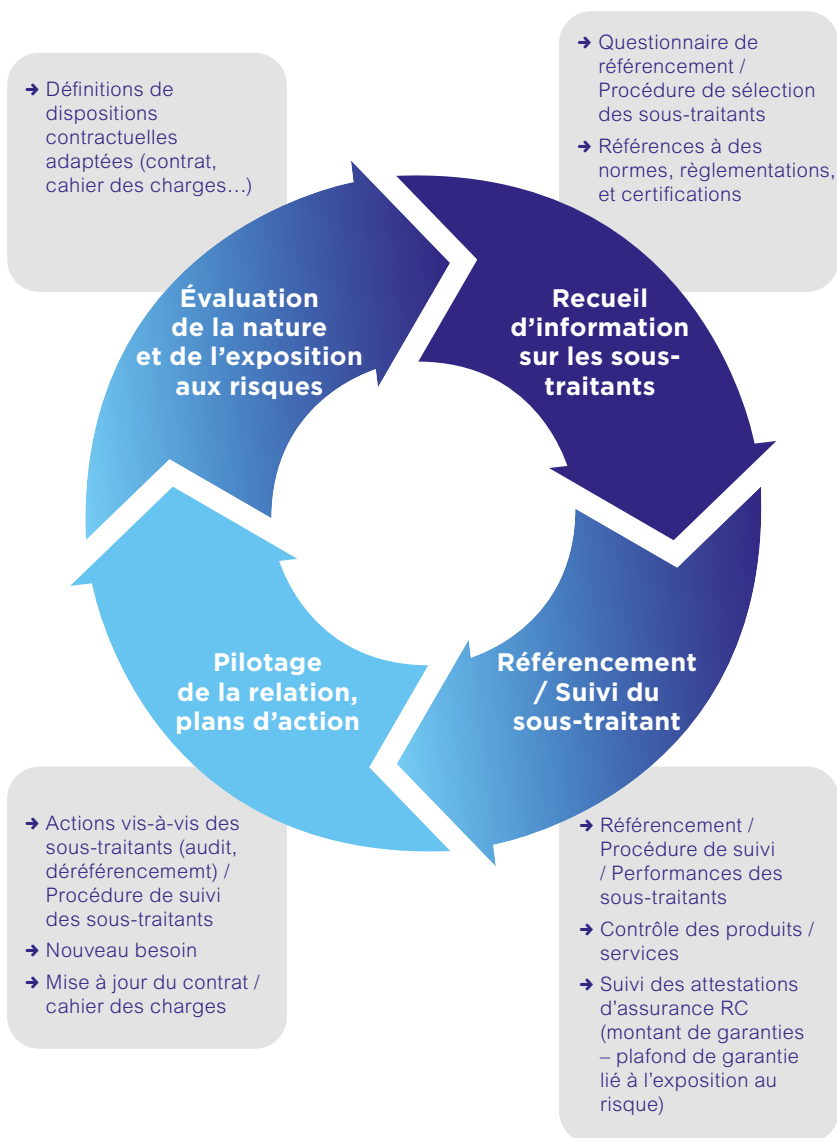 → Définitions de
dispositions
contractuelles
adaptées (contrat,
cahier des charges…)
→ Questionnaire de
référencement /
Procédure de sélection
des sous-traitants
→ Références à des
normes, règlementations,
et certifications
Évaluation
de la nature
et de l’exposition
aux risques
Recueil
d’information
sur les sous-
traitants
Pilotage
de la relation,
plans d’action
Référencement
/ Suivi du
sous-traitant
→ Actions vis-à-vis des
sous-traitants (audit,
déréférencememt) /
Procédure de suivi
des sous-traitants
→ Nouveau besoin
→ Mise à jour du contrat /
cahier des charges
→ Référencement /
Procédure de suivi
/ Performances des
sous-traitants
→ Contrôle des produits /
services
→ Suivi des attestations
d’assurance RC
(montant de garanties
– plafond de garantie
lié à l’exposition au
risque)